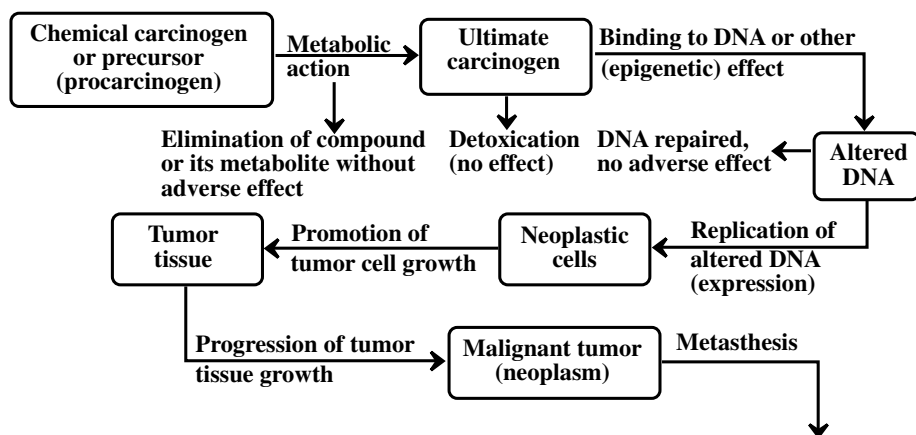 Chemical carcinogen
or precursor
(procarcinogen)
Metabolic
action
Ultimate
carcinogen
Binding to DNA or other
(epigenetic) effect
Elimination of compound
or its metabolite without
adverse effect
Detoxication
(no effect)
DNA repaired,
no adverse effect
Altered
DNA
Replication of
altered DNA
(expression)
Neoplastic
cells
Promotion of
tumor cell growth
Tumor
tissue
Progression of tumor
tissue growth
Malignant tumor
(neoplasm)
Metasthesis